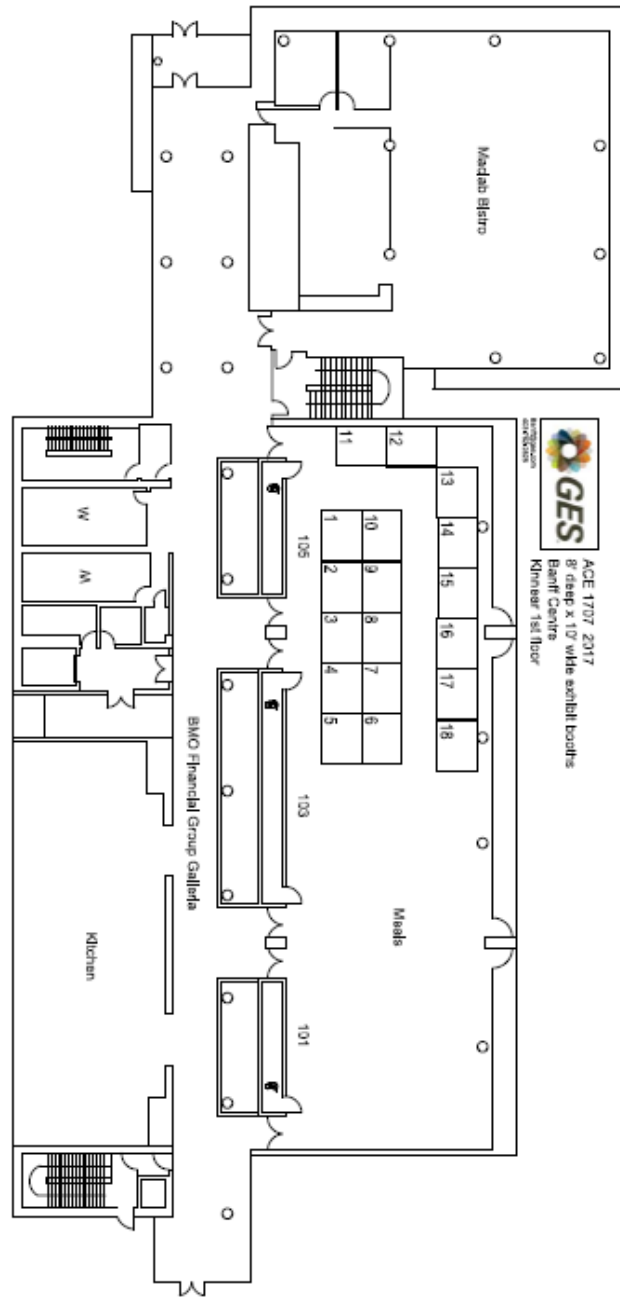 Maclab Bistro
GES
ACE 1707 2017
8' deep x 10' wide exhibit booths
Banff Centre
Kinnear 1st floor
11
12
13
14
15
16
17
18
1
10
2
9
3
8
4
7
5
6
105
103
101
Meals
BMO Financial Group Galleria
W
M
Kitchen